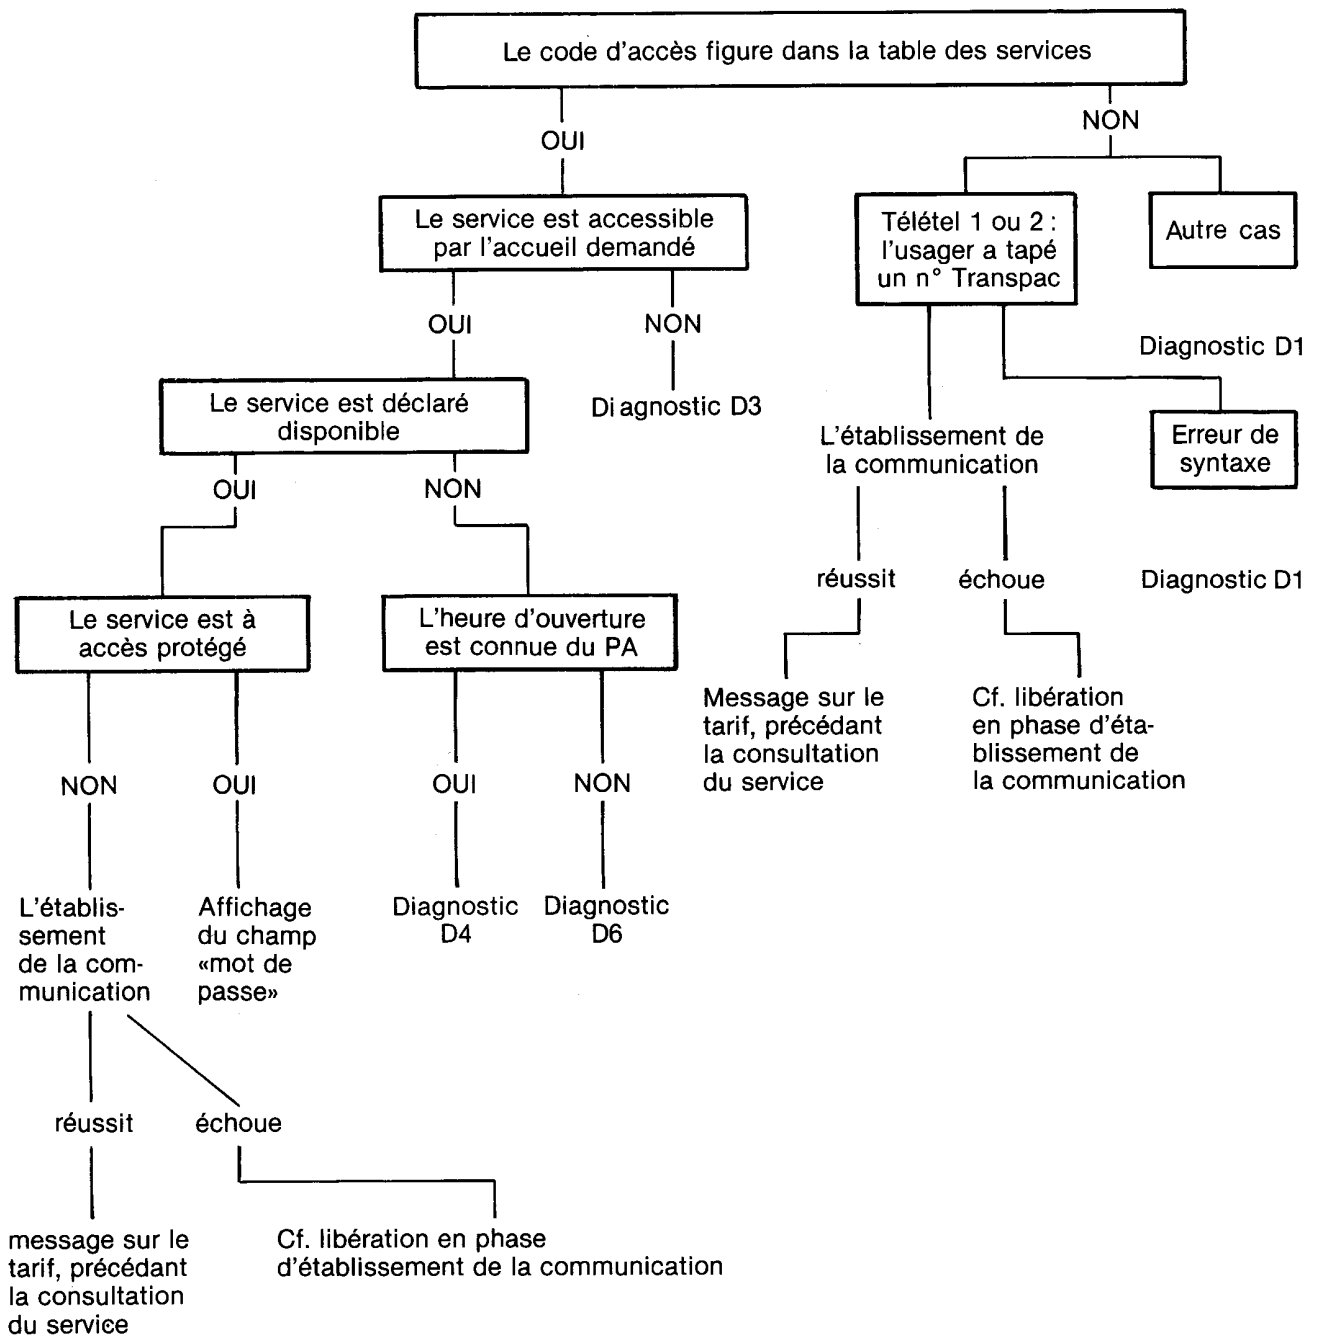 Le code d'accès figure dans la table des services
OUI
NON
Le service est accessible
par l'accueil demandé
Télétel 1 ou 2 :
l'usager a tapé
un n° Transpac
Autre cas
OUI
NON
Diagnostic D1
Le service est déclaré
disponible
Diagnostic D3
L'établissement de
la communication
Erreur de
syntaxe
OUI
NON
réussit
échoue
Diagnostic D1
Le service est à
accès protégé
L'heure d'ouverture
est connue du PA
Message sur le
tarif, précédant
la consultation
du service
Cf. libération
en phase d'éta-
blissement de
la communication
NON
OUI
OUI
NON
L'établis-
sement
de la com-
munication
Affichage
du champ
«mot de
passe»
Diagnostic
D4
Diagnostic
D6
réussit
échoue
message sur le
tarif, précédant
la consultation
du service
Cf. libération en phase
d'établissement de la communication